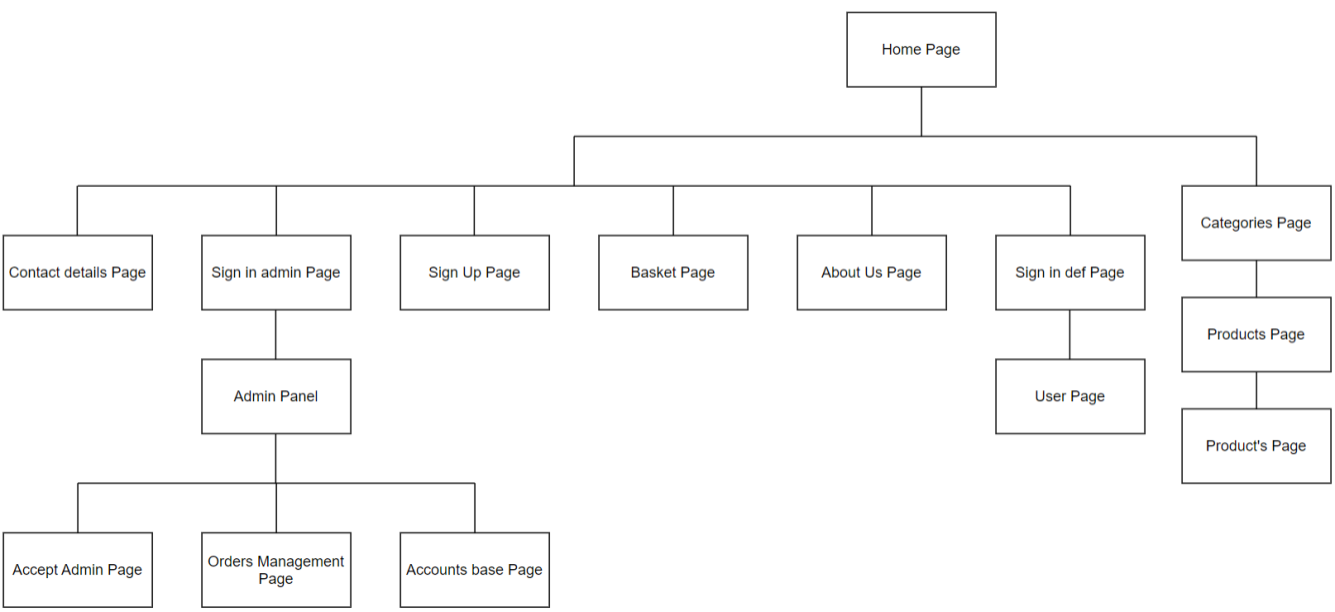 Home Page
Categories Page
Contact details Page
Sign in admin Page
Sign Up Page
Basket Page
About Us Page
Sign in def Page
Products Page
Admin Panel
User Page
Product's Page
Accept Admin Page
Orders Management
Page
Accounts base Page